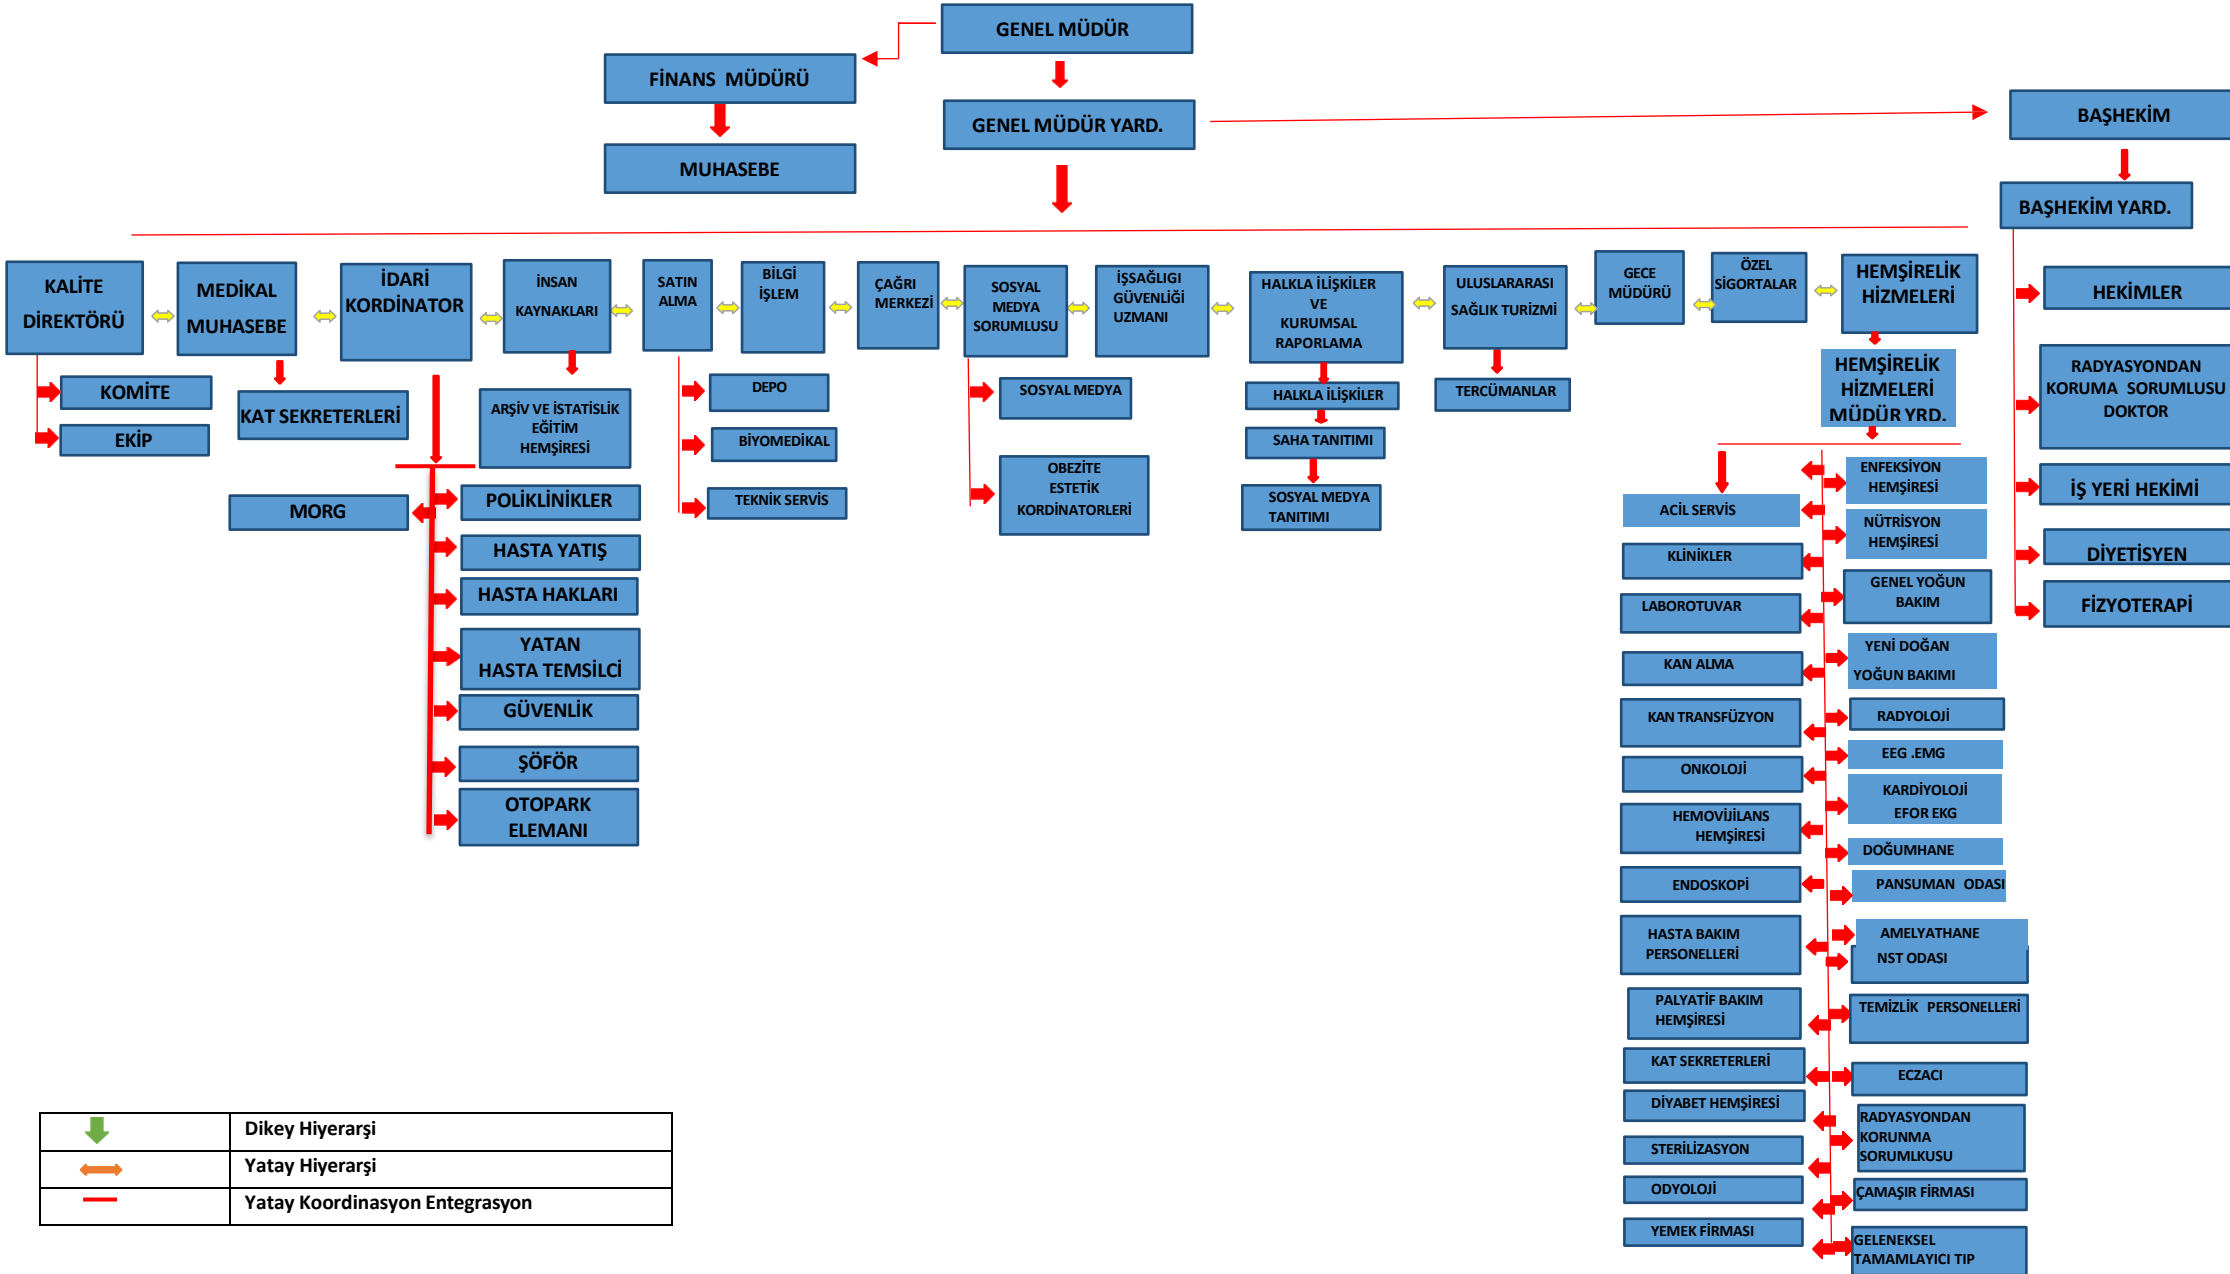 GENEL MÜDÜR
FİNANS MÜDÜRÜ
GENEL MÜDÜR YARD.
BAŞHEKİM
MUHASEBE
BAŞHEKİM YARD.
KALİTE
DİREKTÖRÜ
MEDİKAL
MUHASEBE
İDARİ
KORDİNATOR
İNSAN
KAYNAKLARI
SATIN
ALMA
BİLGİ
İŞLEM
ÇAĞRI
MERKEZİ
SOSYAL
MEDYA
SORUMLUSU
İŞSAĞLIGI
GÜVENLİĞİ
UZMANI
HALKLA İLİŞKİLER
VE
KURUMSAL
RAPORLAMA
ULUSLARARASI
SAĞLIK TURİZMİ
GECE
MÜDÜRÜ
ÖZEL
SİGORTALAR
HEMŞİRELİK
HİZMELERİ
KOMİTE
EKİP
KAT SEKRETERLERİ
ARŞİV VE İSTATİSLİK
EĞİTİM
HEMŞİRESİ
MORG
POLİKLİNİKLER
HASTA YATIŞ
HASTA HAKLARI
YATAN
HASTA TEMSİLCİ
GÜVENLİK
ŞÖFÖR
OTOPARK
ELEMANI
DEPO
BİYOMEDİKAL
TEKNİK SERVİS
SOSYAL MEDYA
OBEZİTE
ESTETİK
KORDİNATORLERİ
HALKLA İLİŞKİLER
SAHA TANITIMI
SOSYAL MEDYA
TANITIMI
TERCÜMANLAR
HEMŞİRELİK
HİZMELERİ
MÜDÜR YRD.
ACİL SERVİS
KLİNİKLER
LABOROTUVAR
KAN ALMA
KAN TRANSFÜZYON
ONKOLOJİ
HEMOVİJİLANS
HEMŞİRESİ
ENDOSKOPİ
HASTA BAKIM
PERSONELLERİ
PALYATİF BAKIM
HEMŞİRESİ
KAT SEKRETERLERİ
DİYABET HEMŞİRESİ
STERİLİZASYON
ODYOLOJİ
YEMEK FİRMASI
ENFEKSİYON
HEMŞİRESİ
NÜTRİSYON
HEMŞİRESİ
GENEL YOĞUN
BAKIM
YENİ DOĞAN
YOĞUN BAKIMI
RADYOLOJİ
EEG .EMG
KARDİYOLOJİ
EFOR EKG
DOĞUMHANE
PANSUMAN ODASI
AMELYATHANE
NST ODASI
TEMİZLİK PERSONELLERİ
ECZACI
RADYASYONDAN
KORUNMA
SORUMLKUSU
ÇAMAŞIR FİRMASI
GELENEKSEL
TAMAMLAYICI TIP
HEKİMLER
RADYASYONDAN
KORUMA SORUMLUSU
DOKTOR
İŞ YERİ HEKİMİ
DİYETİSYEN
FİZYOTERAPİ
Dikey Hiyerarşi
Yatay Hiyerarşi
Yatay Koordinasyon Entegrasyon